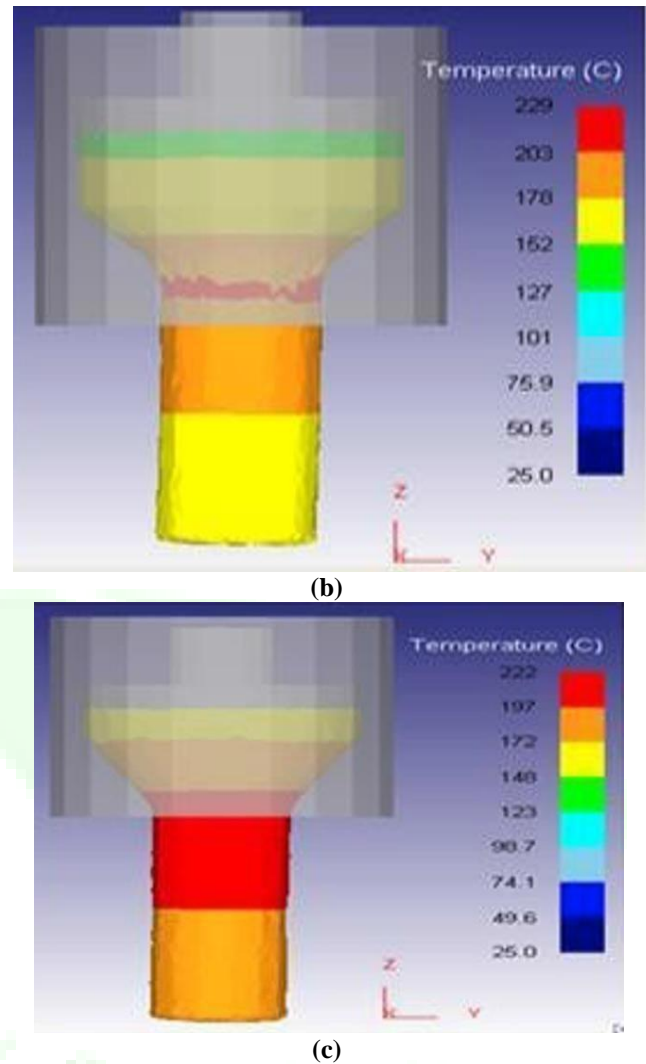 Temperature (C)
229
203
178
152
127
101
75.9
50.5
25.0
Z
X
Y
(b)
Temperature (C)
222
197
172
148
123
98.7
74.1
49.6
25.0
Z
X
Y
(c)